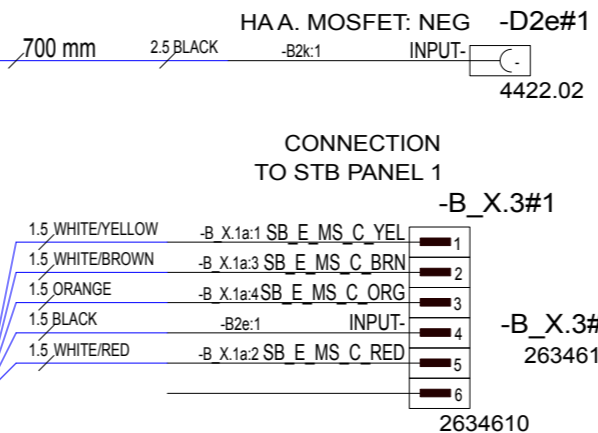 HA A. MOSFET: NEG -D2e#1
700 mm 2.5 BLACK -B2k:1 INPUT- -
4422.02
CONNECTION
TO STB PANEL 1
-B_X.3#1
1.5 WHITE/YELLOW -B_X.1a:1 SB_E_MS_C_YEL 1
1.5 WHITE/BROWN -B_X.1a:3 SB_E_MS_C_BRN 2
1.5 ORANGE -B_X.1a:4 SB_E_MS_C_ORG 3
1.5 BLACK -B2e:1 INPUT- 4 -B_X.3#
263461
1.5 WHITE/RED -B_X.1a:2 SB_E_MS_C_RED 5
6
2634610